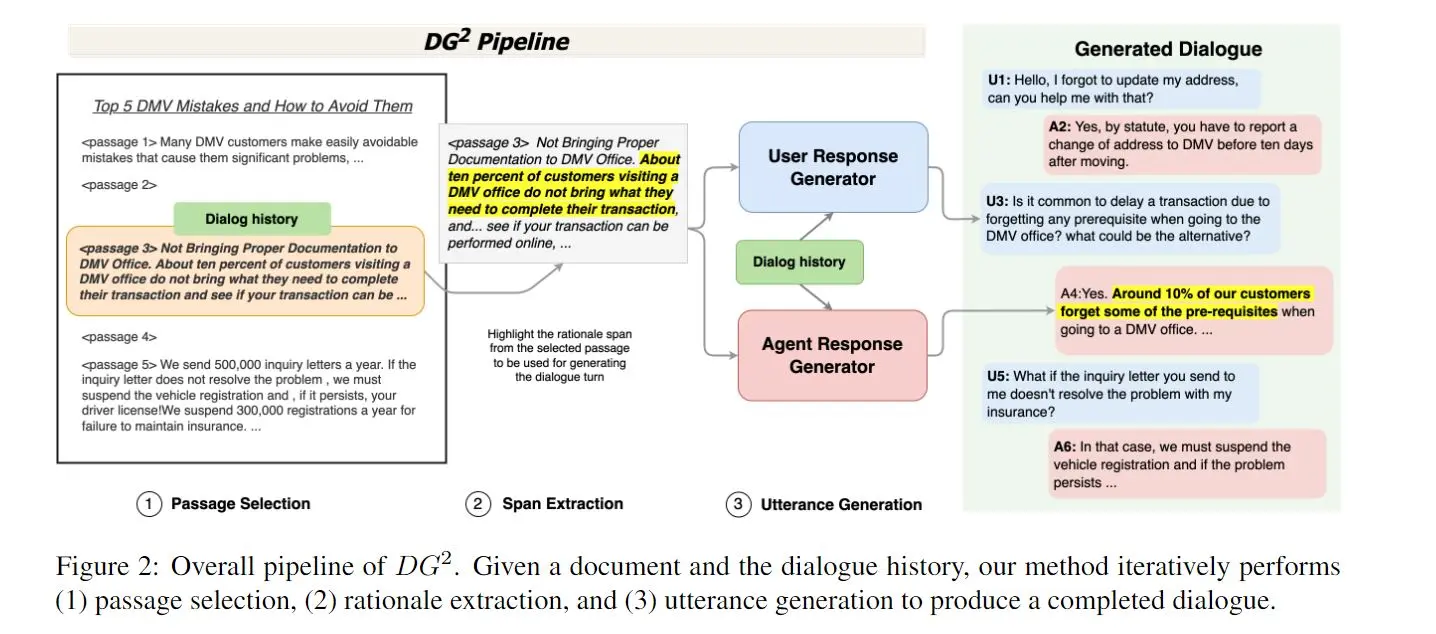 DG² Pipeline
Top 5 DMV Mistakes and How to Avoid Them
<passage 1> Many DMV customers make easily avoidable
mistakes that cause them significant problems, ...
<passage 2>
Dialog history
<passage 3> Not Bringing Proper Documentation to
DMV Office. About ten percent of customers visiting a
DMV office do not bring what they need to complete
their transaction and see if your transaction can be ...
<passage 4>
<passage 5> We send 500,000 inquiry letters a year. If the
inquiry letter does not resolve the problem , we must
suspend the vehicle registration and , if it persists, your
driver license!We suspend 300,000 registrations a year for
failure to maintain insurance. ...
1 Passage Selection
<passage 3> Not Bringing Proper
Documentation to DMV Office. About
ten percent of customers visiting a
DMV office do not bring what they
need to complete their transaction,
and... see if your transaction can be
performed online, ...
Highlight the rationale span
from the selected passage
to be used for generating
the dialogue turn
2 Span Extraction
User Response
Generator
Dialog history
Agent Response
Generator
3 Utterance Generation
Generated Dialogue
U1: Hello, I forgot to update my address,
can you help me with that?
A2: Yes, by statute, you have to report a
change of address to DMV before ten days
after moving.
U3: Is it common to delay a transaction due to
forgetting any prerequisite when going to the
DMV office? what could be the alternative?
A4:Yes. Around 10% of our customers
forget some of the pre-requisites when
going to a DMV office. ...
U5: What if the inquiry letter you send to
me doesn't resolve the problem with my
insurance?
A6: In that case, we must suspend the
vehicle registration and if the problem
persists ...
Figure 2: Overall pipeline of DG². Given a document and the dialogue history, our method iteratively performs
(1) passage selection, (2) rationale extraction, and (3) utterance generation to produce a completed dialogue.